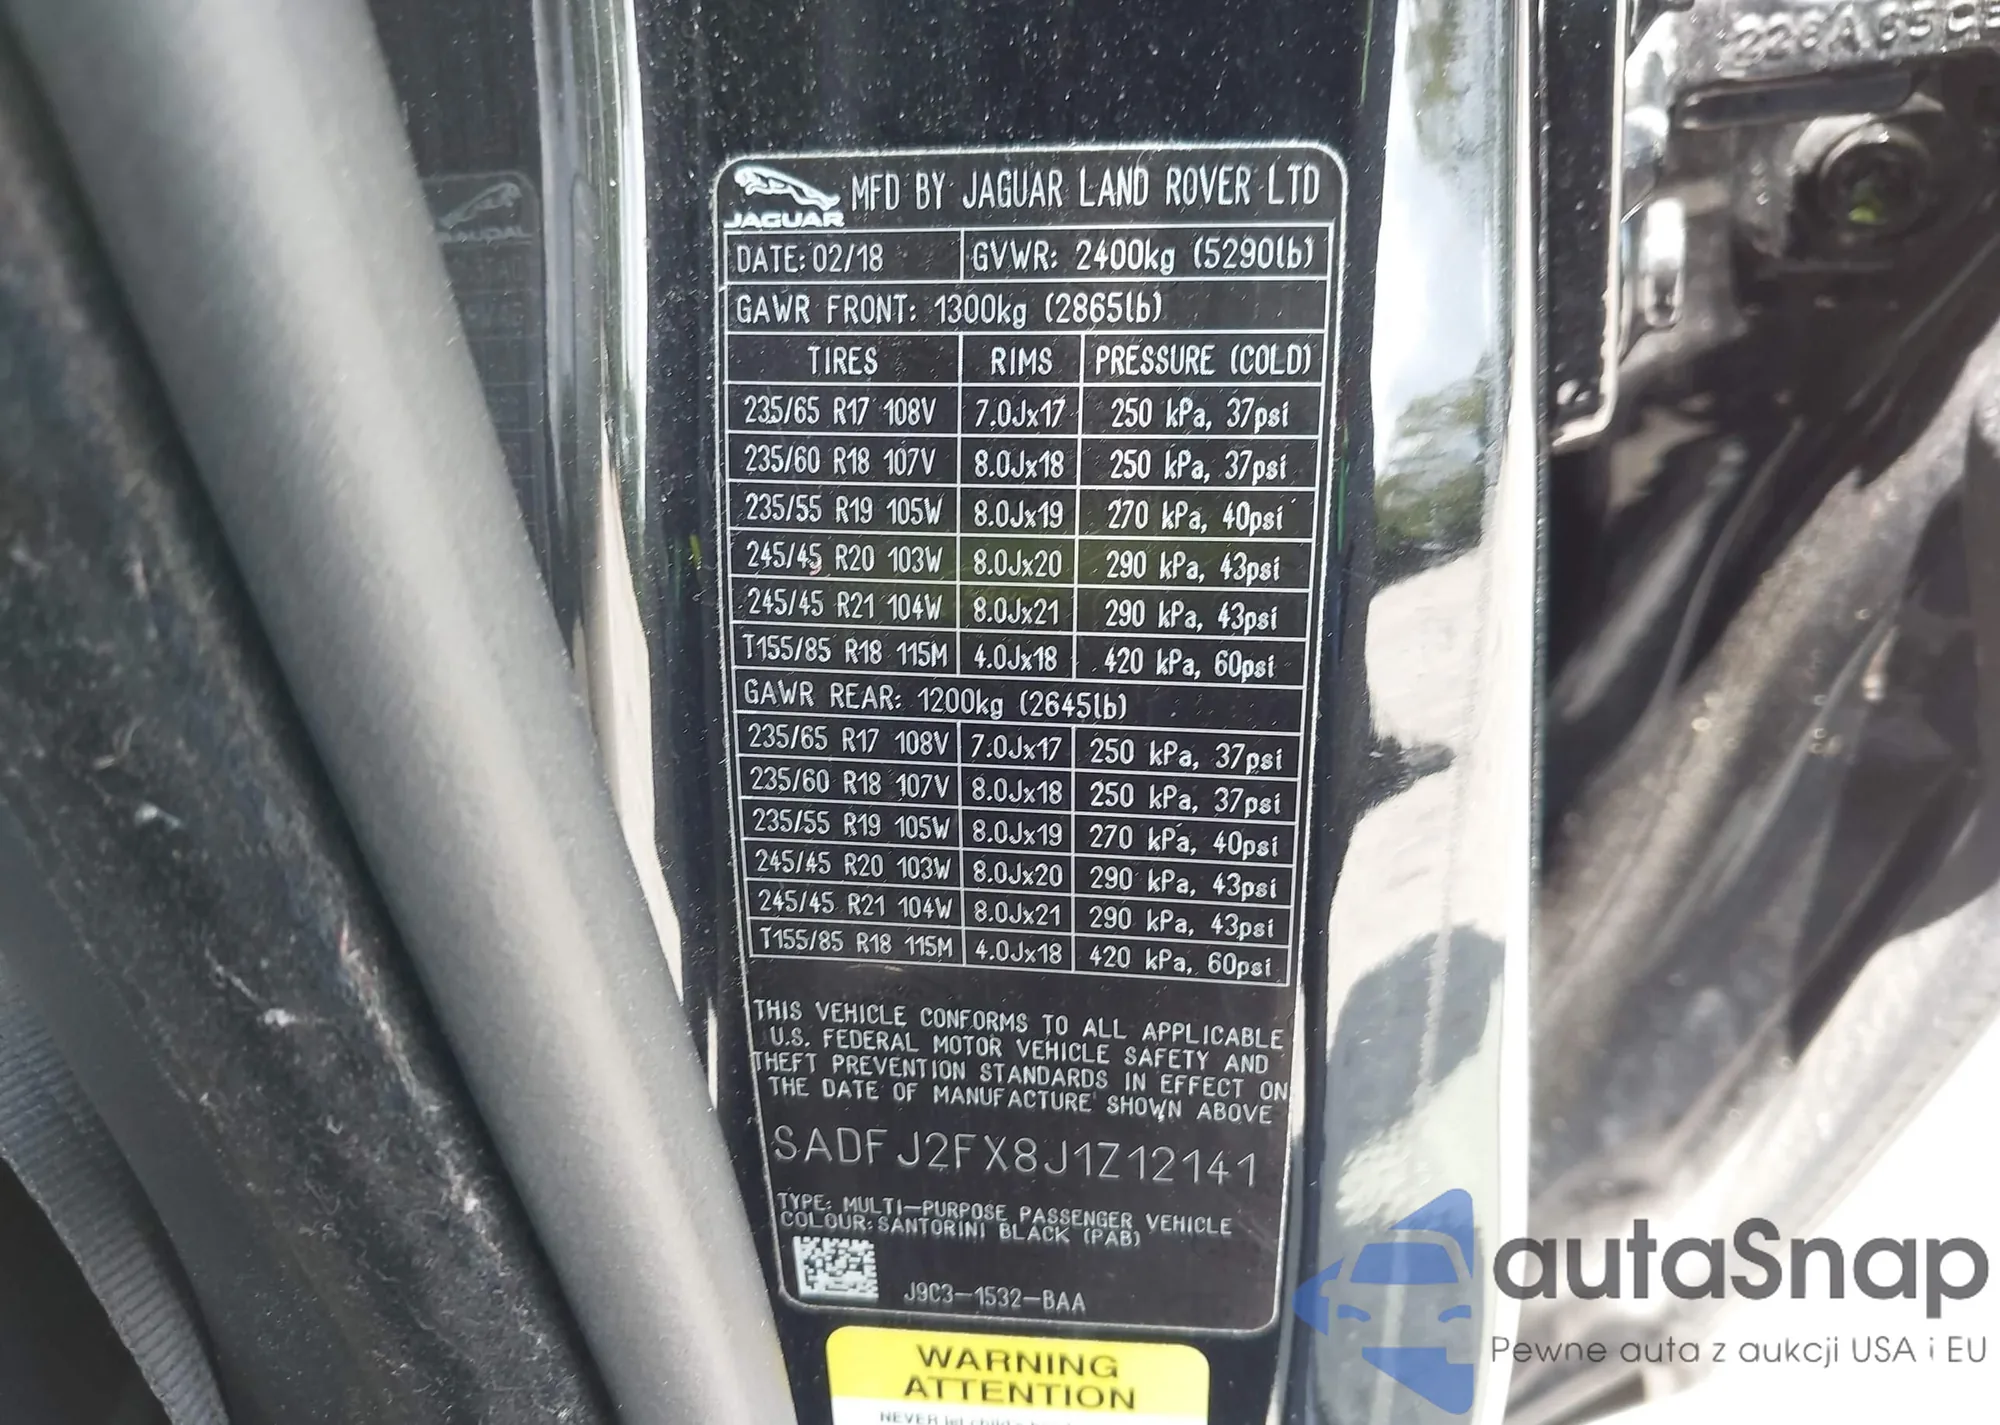 226A65C
JAGUAR
MFD BY JAGUAR LAND ROVER LTD
DATE: 02/18 GVWR: 2400kg (5290lb)
GAWR FRONT: 1300kg (2865lb)
TIRES RIMS PRESSURE (COLD)
235/65 R17 108V 7.0Jx17 250 kPa, 37psi
235/60 R18 107V 8.0Jx18 250 kPa, 37psi
235/55 R19 105W 8.0Jx19 270 kPa, 40psi
245/45 R20 103W 8.0Jx20 290 kPa, 43psi
245/45 R21 104W 8.0Jx21 290 kPa, 43psi
T155/85 R18 115M 4.0Jx18 420 kPa, 60psi
GAWR REAR: 1200kg (2645lb)
235/65 R17 108V 7.0Jx17 250 kPa, 37psi
235/60 R18 107V 8.0Jx18 250 kPa, 37psi
235/55 R19 105W 8.0Jx19 270 kPa, 40psi
245/45 R20 103W 8.0Jx20 290 kPa, 43psi
245/45 R21 104W 8.0Jx21 290 kPa, 43psi
T155/85 R18 115M 4.0Jx18 420 kPa, 60psi
THIS VEHICLE CONFORMS TO ALL APPLICABLE
U.S. FEDERAL MOTOR VEHICLE SAFETY AND
THEFT PREVENTION STANDARDS IN EFFECT ON
THE DATE OF MANUFACTURE SHOWN ABOVE
SADFJ2FX8J1Z12141
TYPE: MULTI-PURPOSE PASSENGER VEHICLE
COLOUR: SANTORINI BLACK (PAB)
J9C3-1532-BAA
WARNING
ATTENTION
NEVER let
autaSnap
Pewne auta z aukcji USA i EU